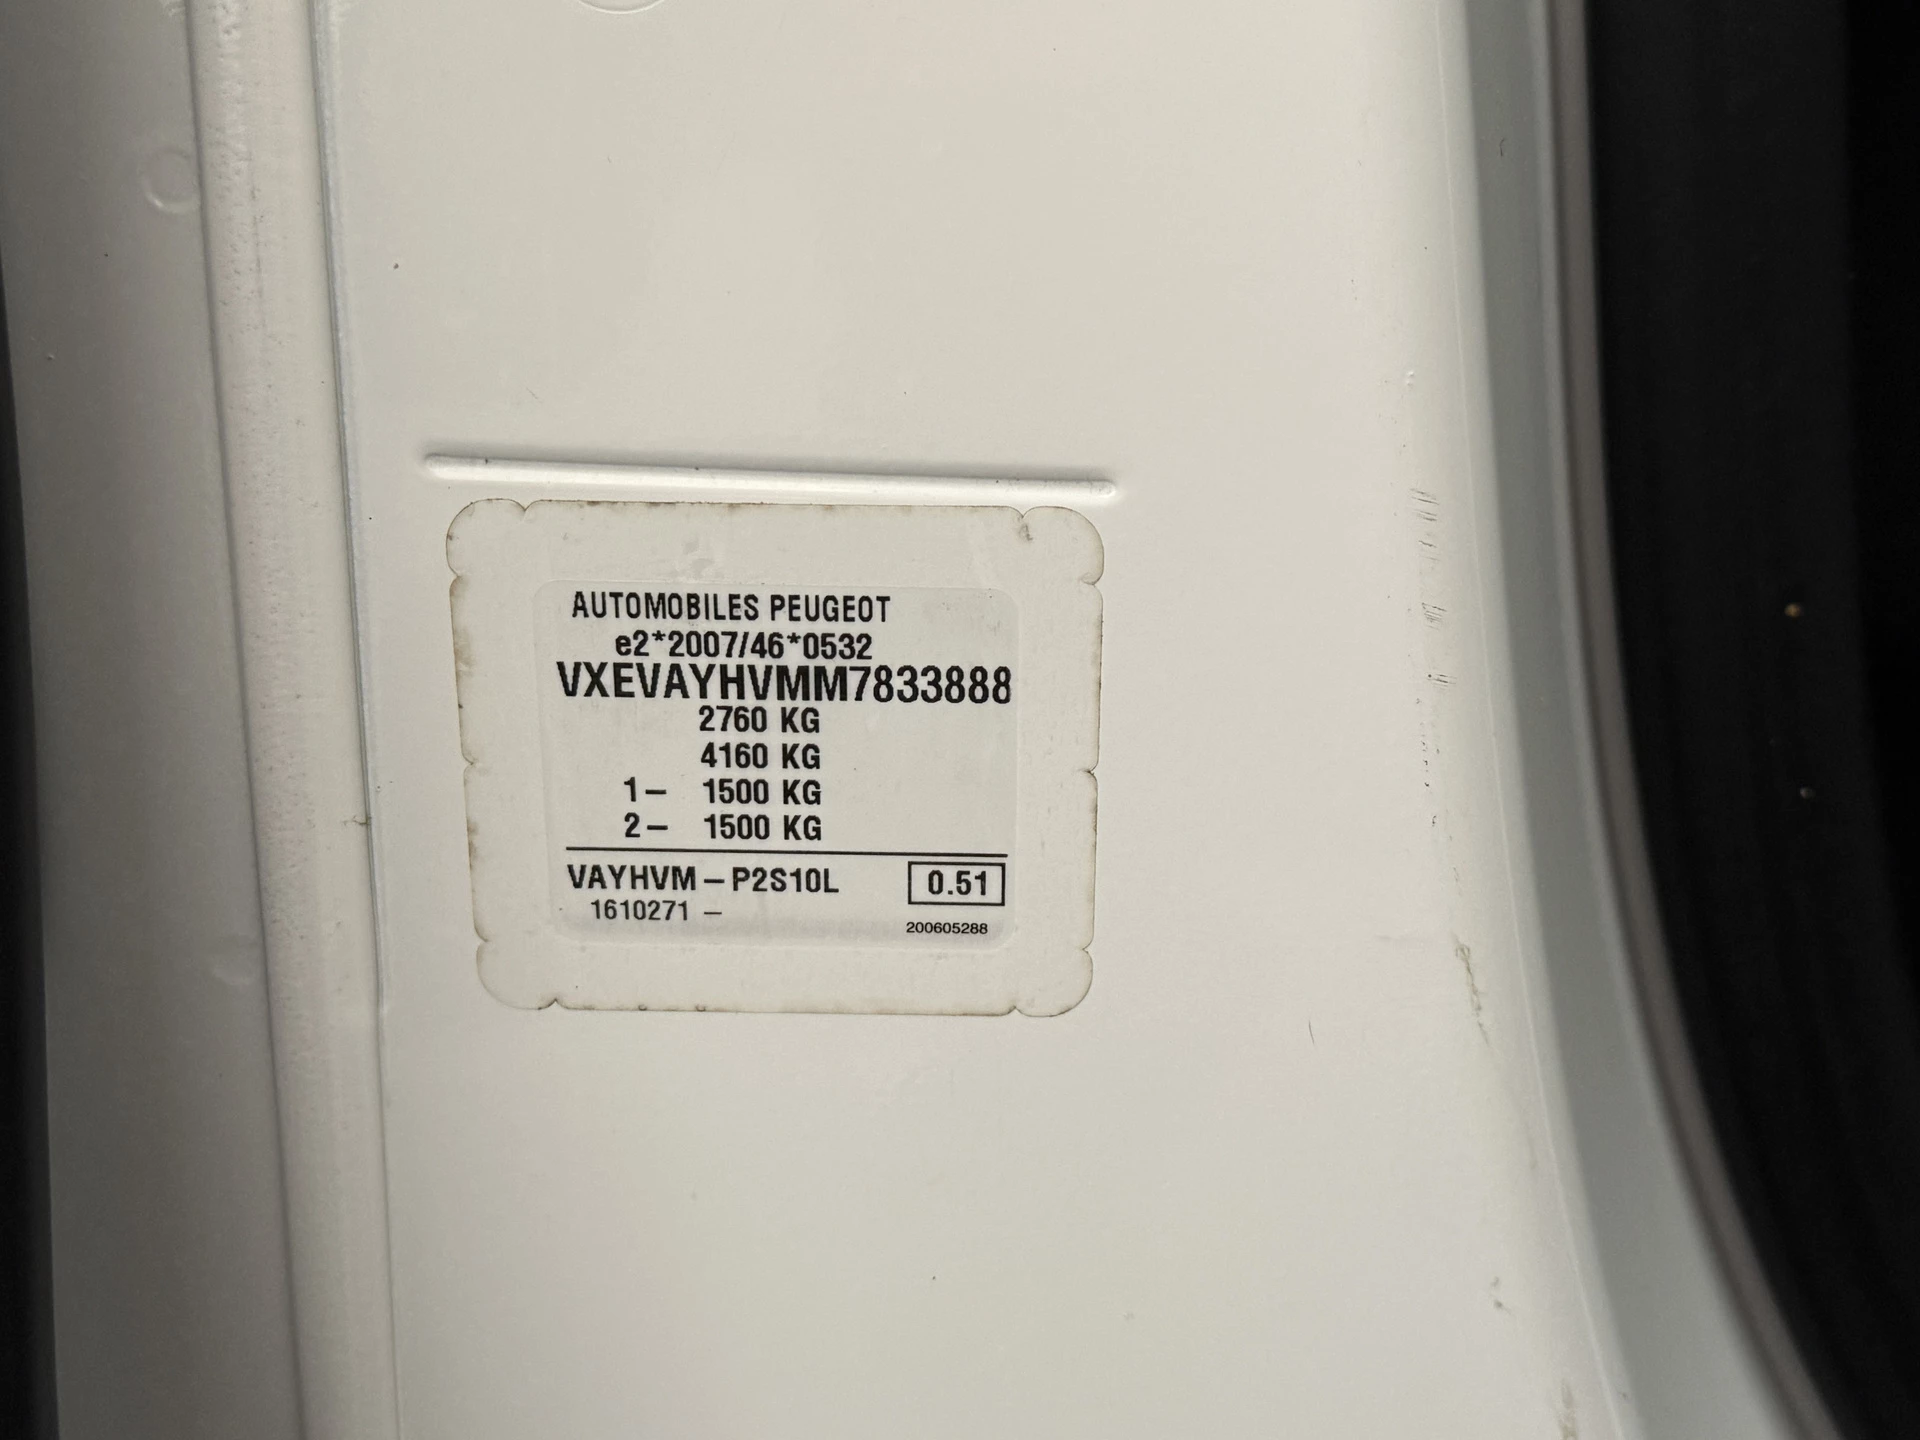 AUTOMOBILES PEUGEOT
e2*2007/46*0532
VXEVAYHVMM7833888
2760 KG
4160 KG
1– 1500 KG
2– 1500 KG
VAYHVM – P2S10L 0.51
1610271 –
200605288